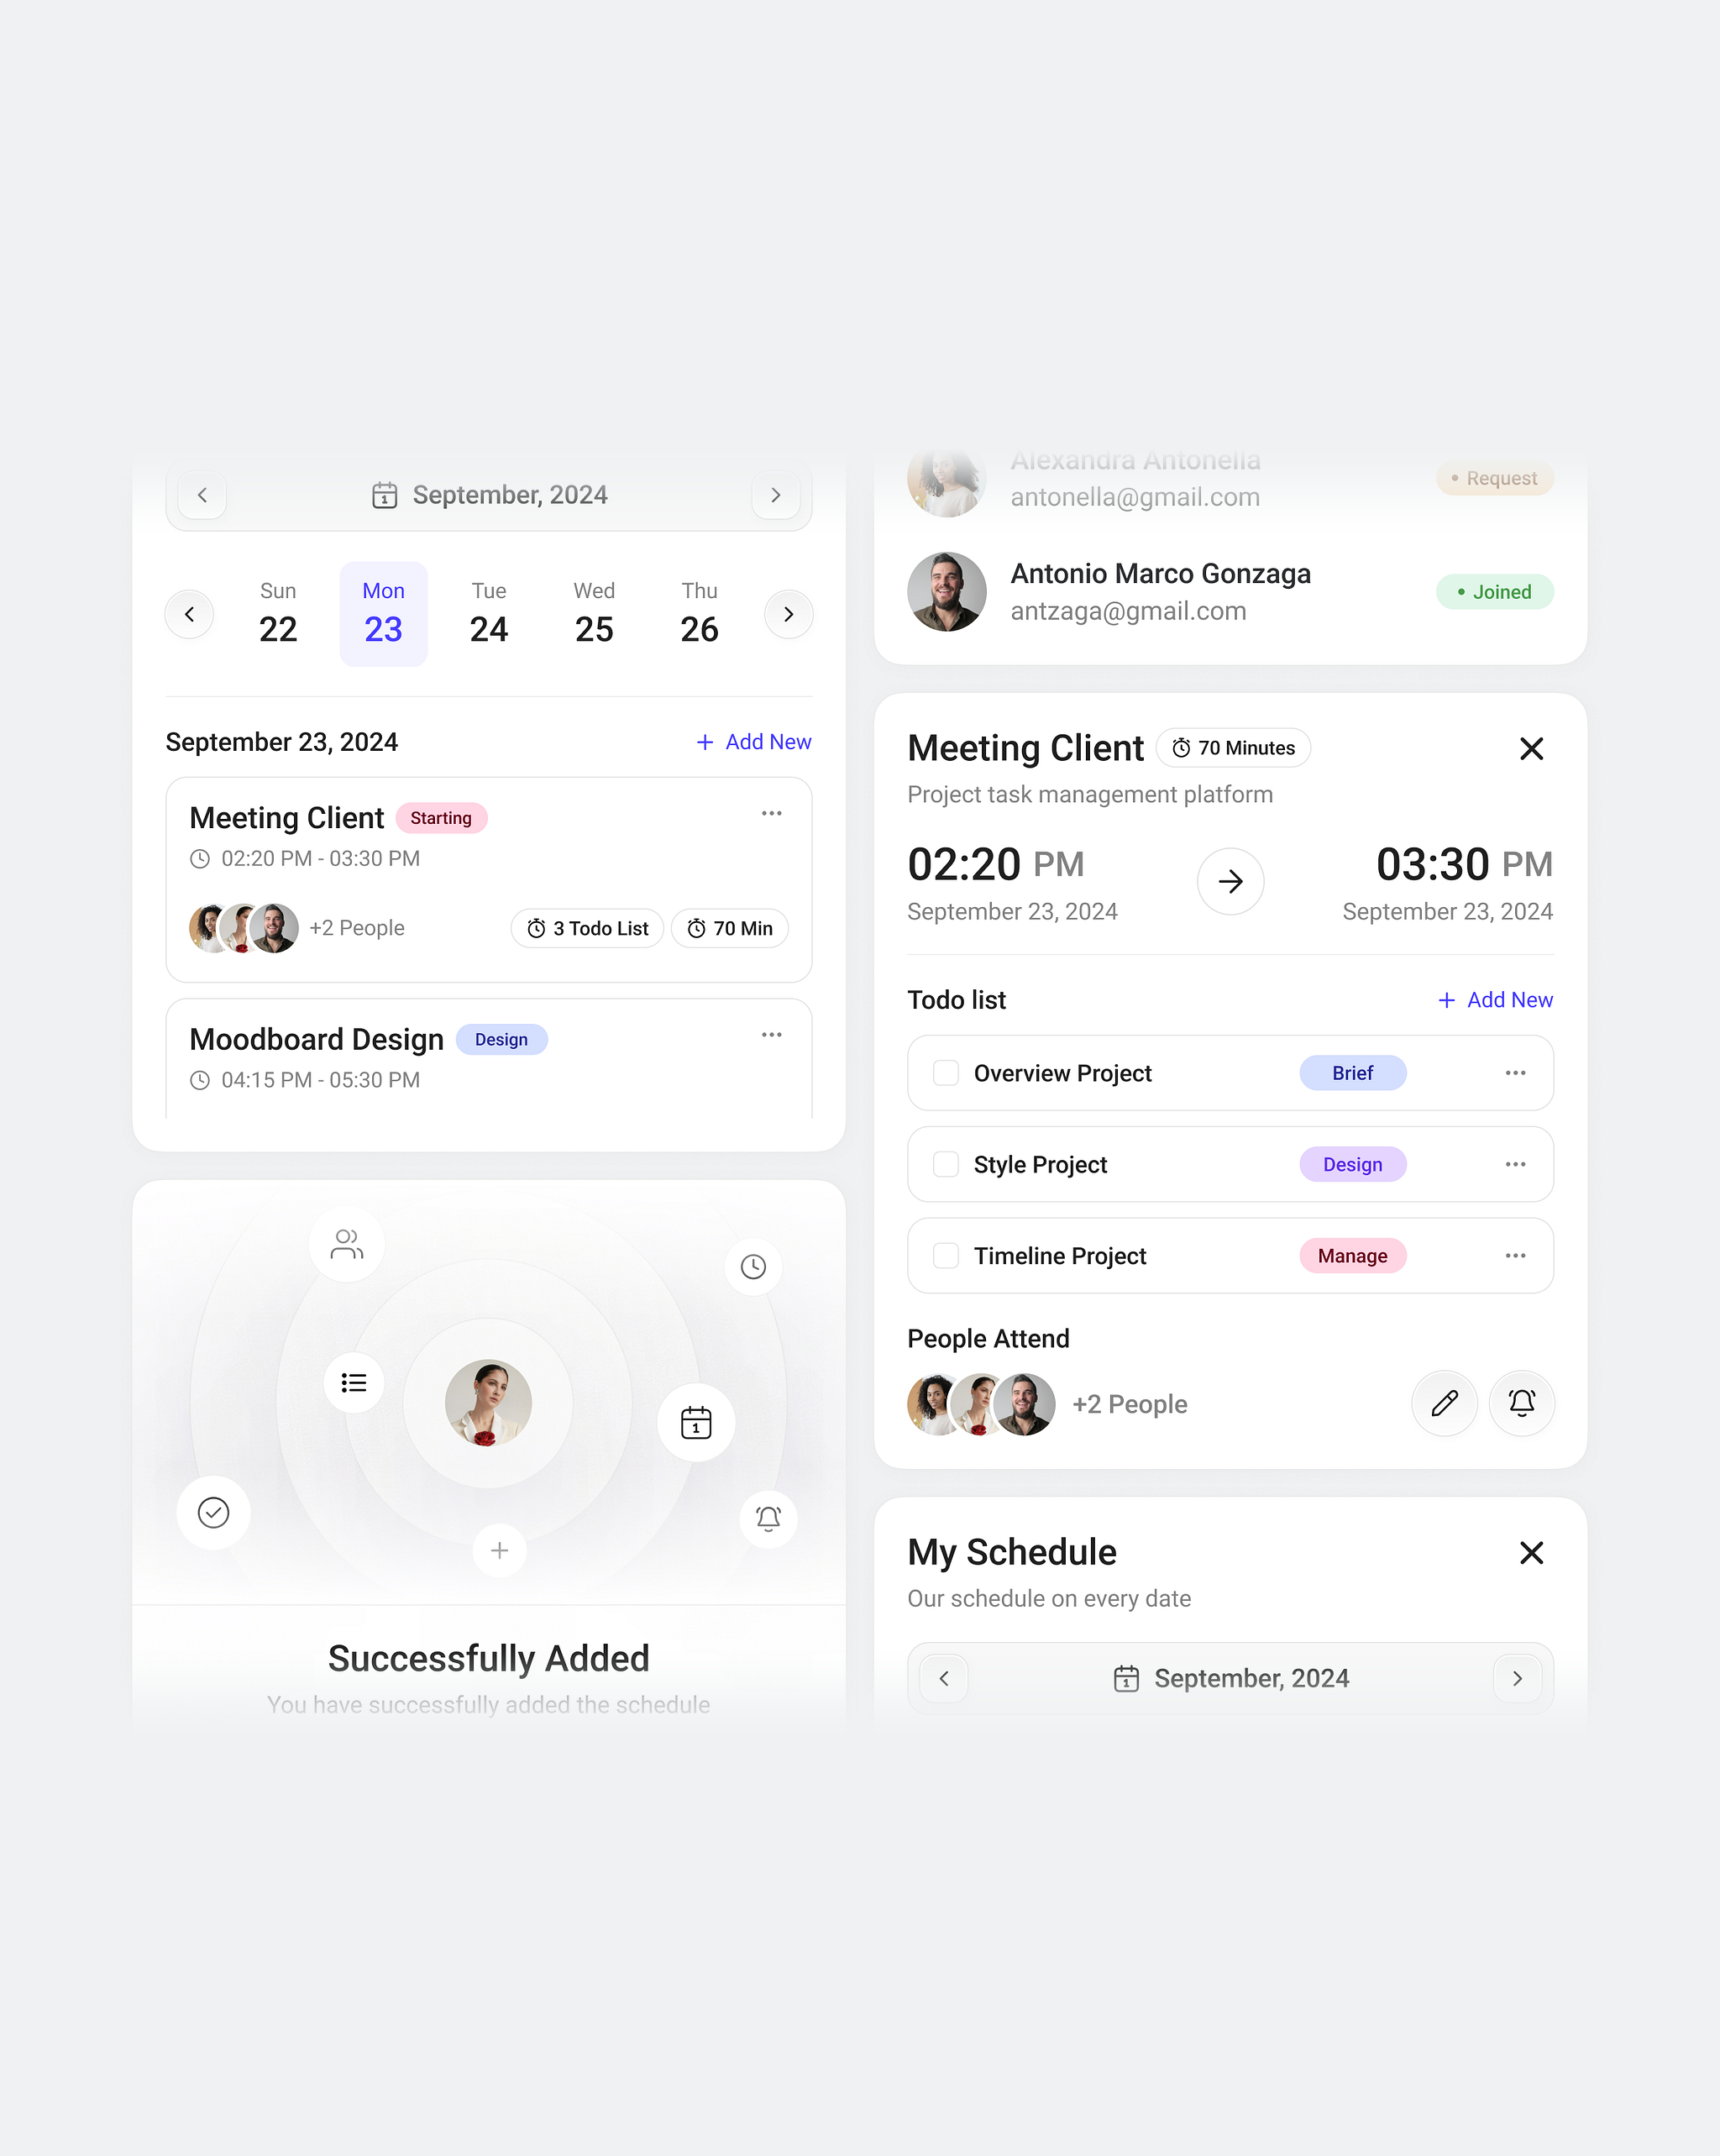 September, 2024
Sun
Mon
Tue
Wed
Thu
22
23
24
25
26
September 23, 2024
+ Add New
Meeting Client
Starting
02:20 PM - 03:30 PM
+2 People
3 Todo List
70 Min
Moodboard Design
Design
04:15 PM - 05:30 PM
1
Successfully Added
You have successfully added the schedule
Alexandra Antonella
antonella@gmail.com
Request
Antonio Marco Gonzaga
antzaga@gmail.com
Joined
Meeting Client
70 Minutes
Project task management platform
02:20 PM
03:30 PM
September 23, 2024
September 23, 2024
Todo list
+ Add New
Overview Project
Brief
Style Project
Design
Timeline Project
Manage
People Attend
+2 People
My Schedule
Our schedule on every date
September, 2024